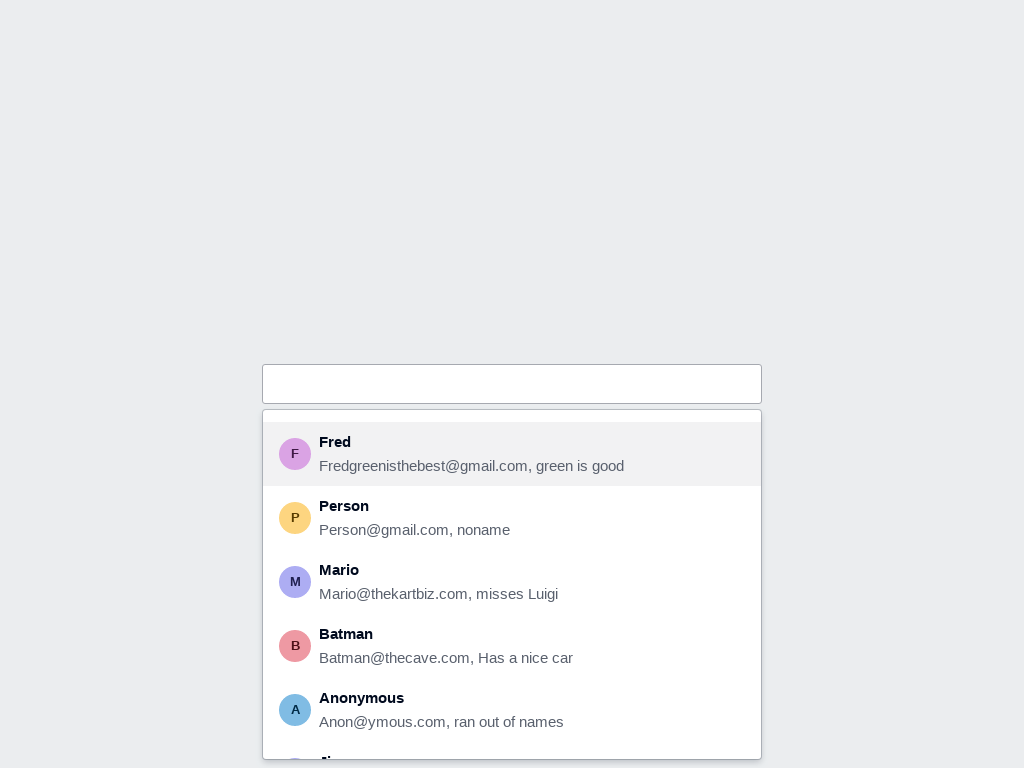 F
Fred
Fredgreenisthebest@gmail.com, green is good
P
Person
Person@gmail.com, noname
M
Mario
Mario@thekartbiz.com, misses Luigi
B
Batman
Batman@thecave.com, Has a nice car
A
Anonymous
Anon@ymous.com, ran out of names